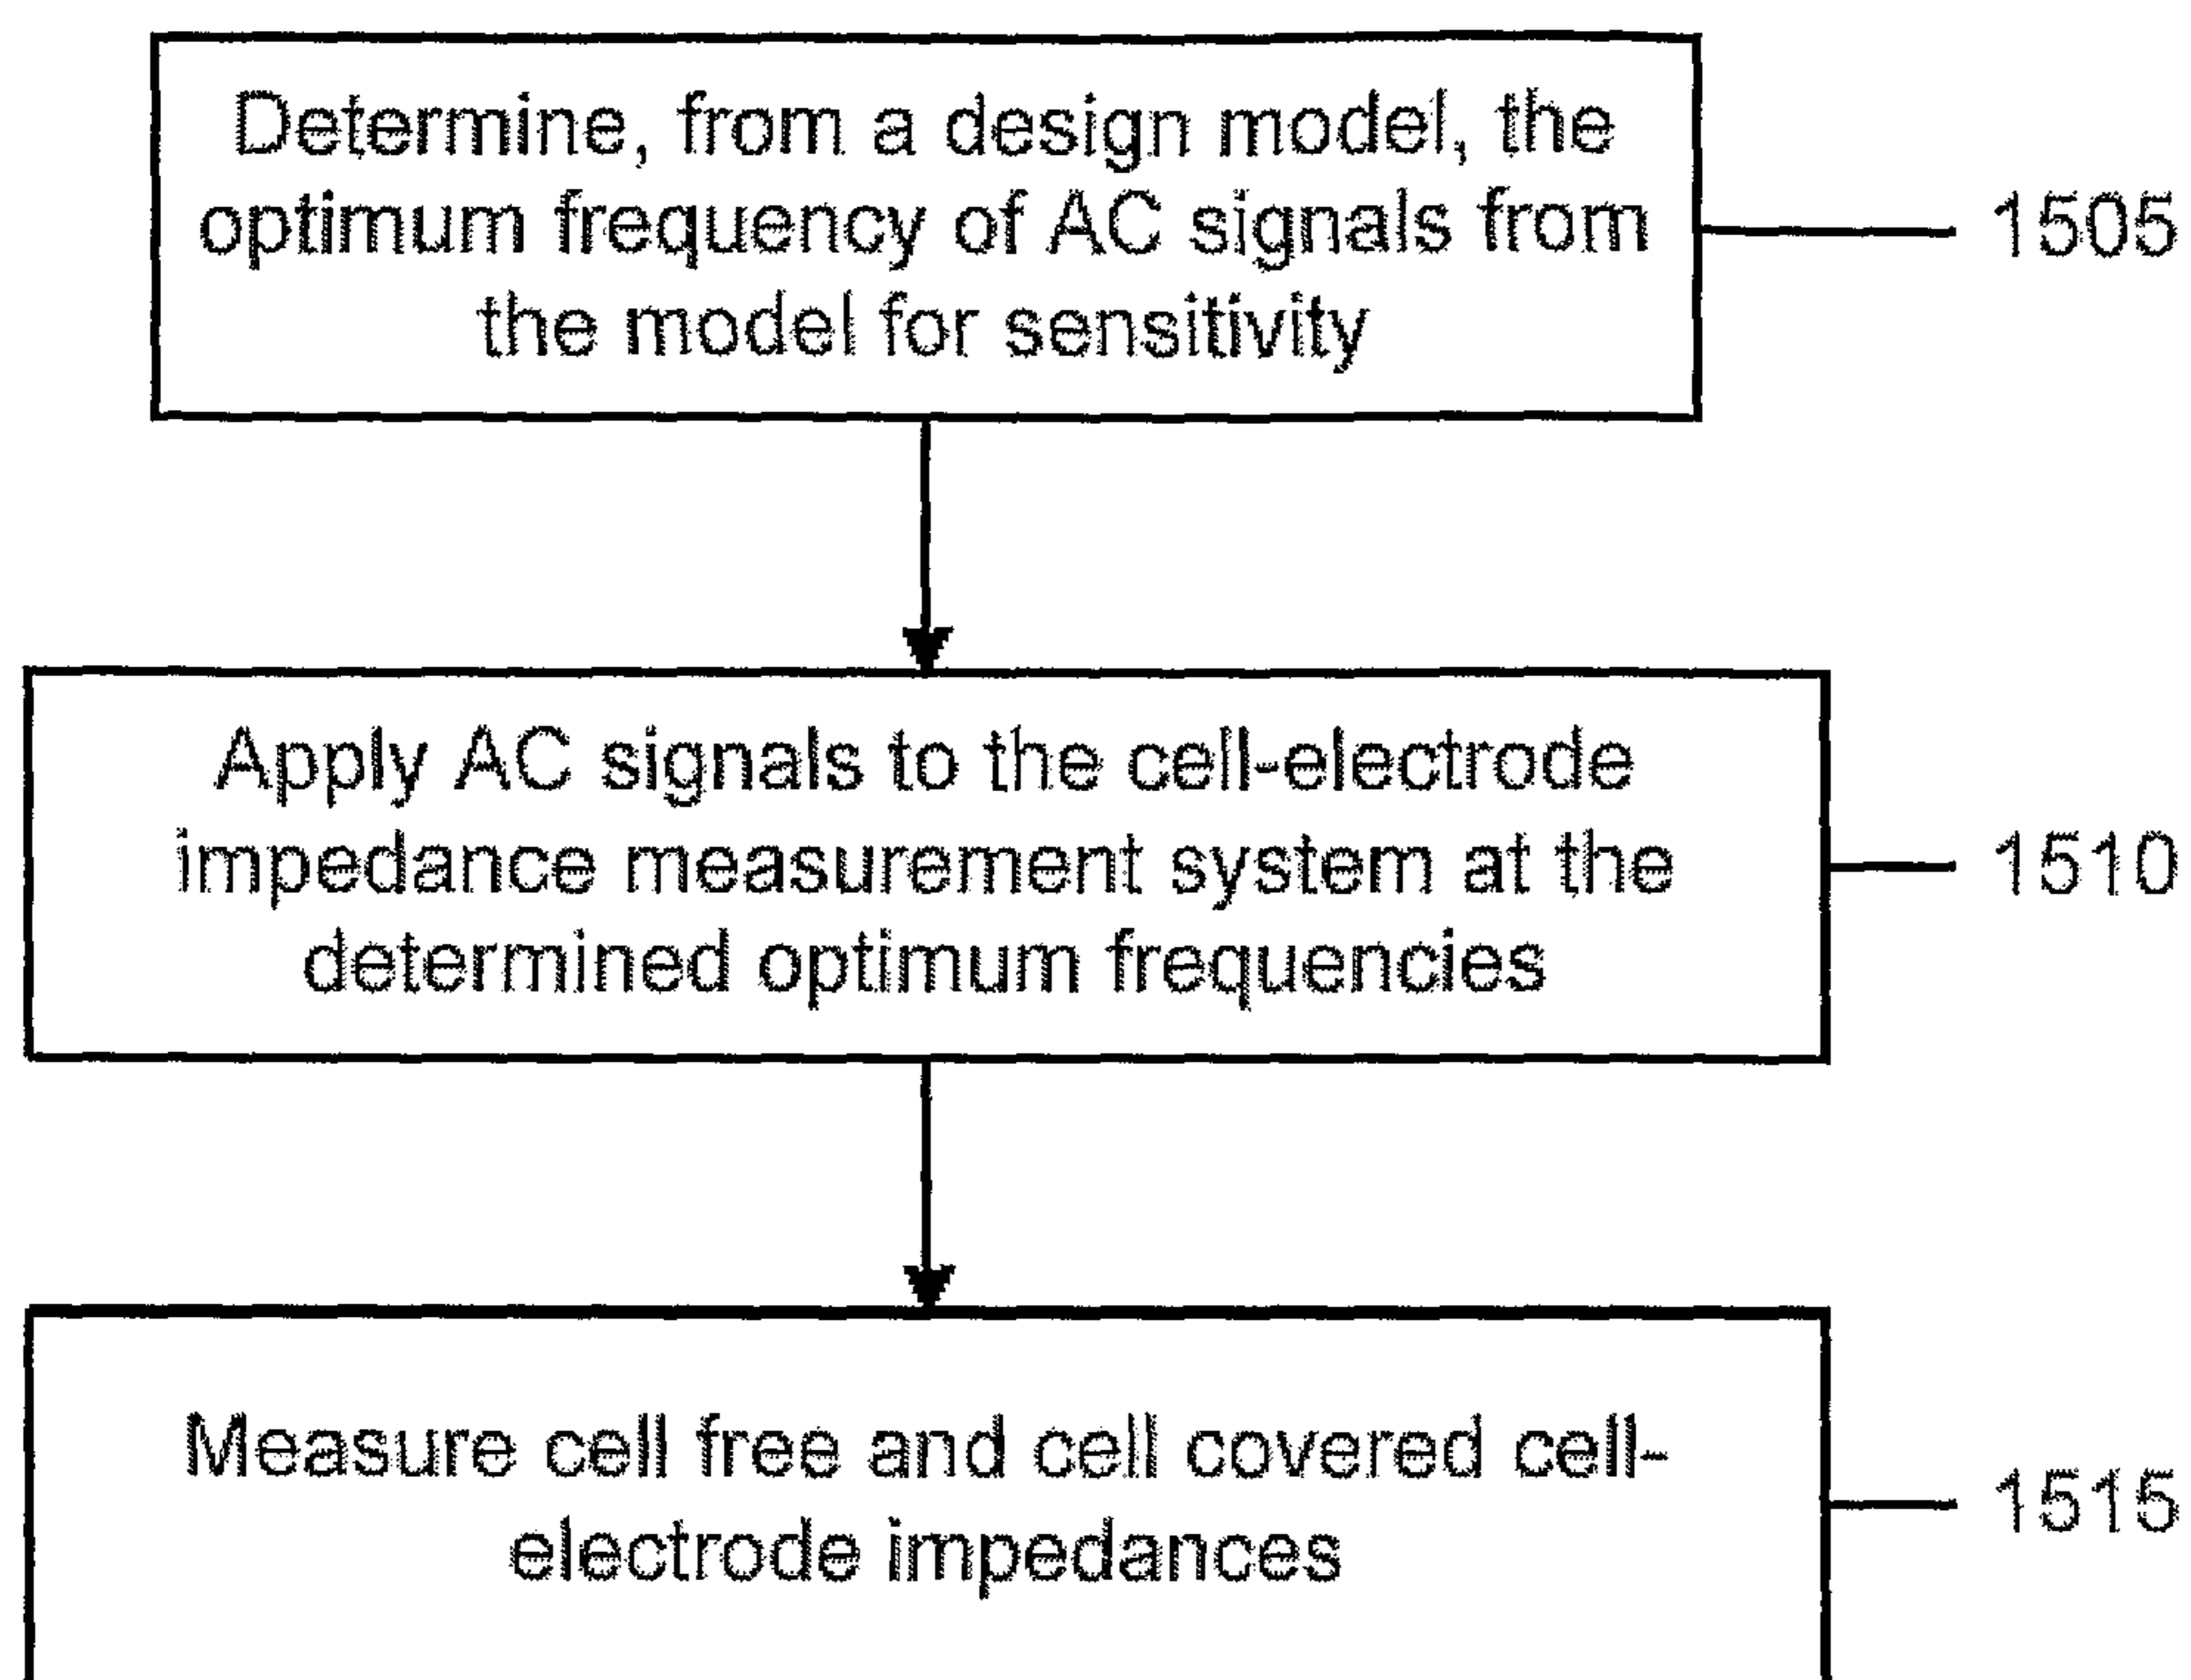 Determine, from a design model, the
optimum frequency of AC signals from
the model for sensitivity
1505
Apply AC signals to the cell-electrode
impedance measurement system at the
determined optimum frequencies
1510
Measure cell free and cell covered cell-
electrode impedances
1515